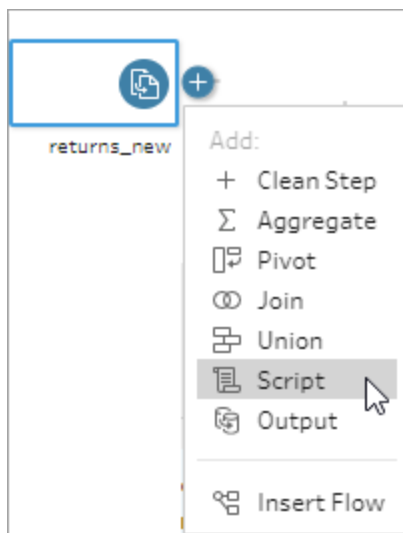 returns_new
Add:
Clean Step
Aggregate
Pivot
Join
Union
Script
Output
Insert Flow